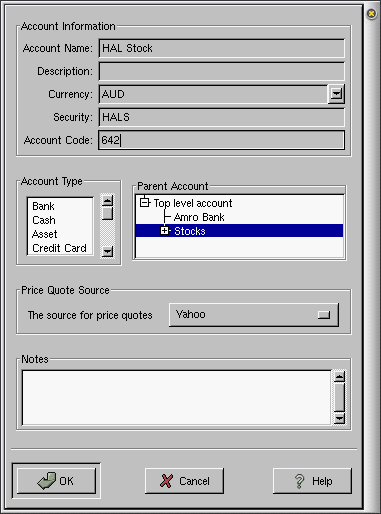 Account Information
Account Name: HAL Stock
Description:
Currency: AUD
Security: HALS
Account Code: 642
Account Type
Bank
Cash
Asset
Credit Card
Parent Account
Top level account
Amro Bank
Stocks
Price Quote Source
The source for price quotes Yahoo
Notes
OK Cancel ? Help